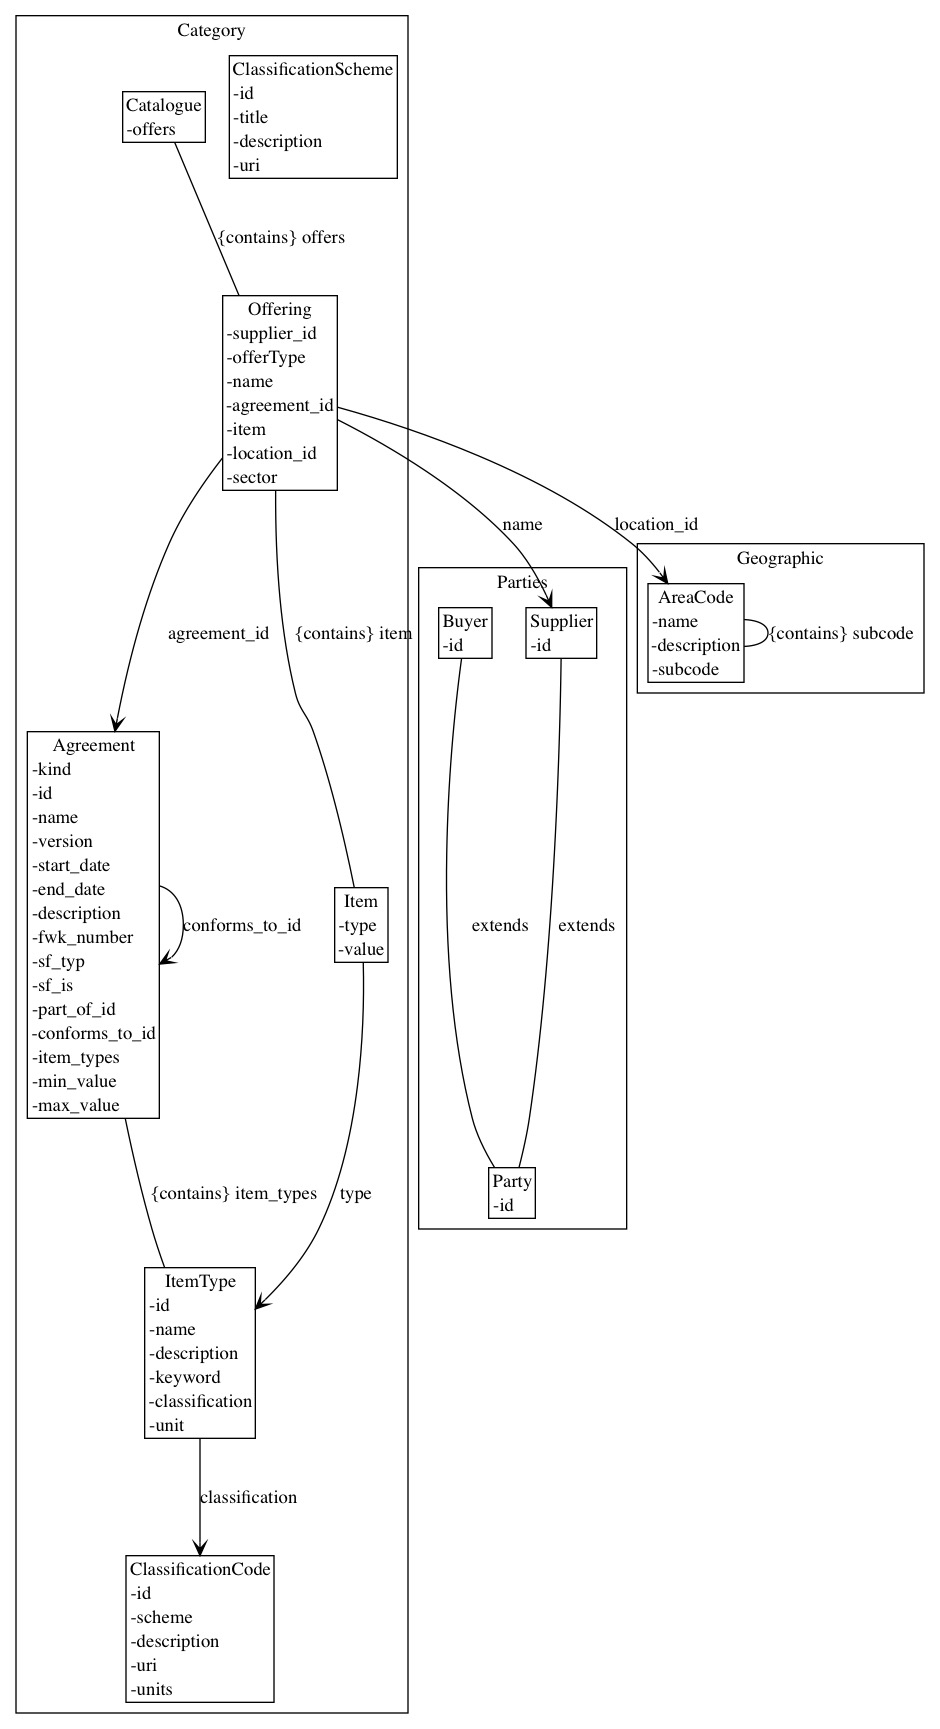 Category
ClassificationScheme
-id
-title
-description
-uri
Catalogue
-offers
{contains} offers
Offering
-supplier_id
-offerType
-name
-agreement_id
-item
-location_id
-sector
name
location_id
Geographic
AreaCode
-name
-description
-subcode
{contains} subcode
Parties
Buyer
-id
Supplier
-id
agreement_id
{contains} item
Agreement
-kind
-id
-name
-version
-start_date
-end_date
-description
-fwk_number
-sf_typ
-sf_is
-part_of_id
-conforms_to_id
-item_types
-min_value
-max_value
conforms_to_id
Item
-type
-value
extends
extends
Party
-id
{contains} item_types
type
ItemType
-id
-name
-description
-keyword
-classification
-unit
classification
ClassificationCode
-id
-scheme
-description
-uri
-units